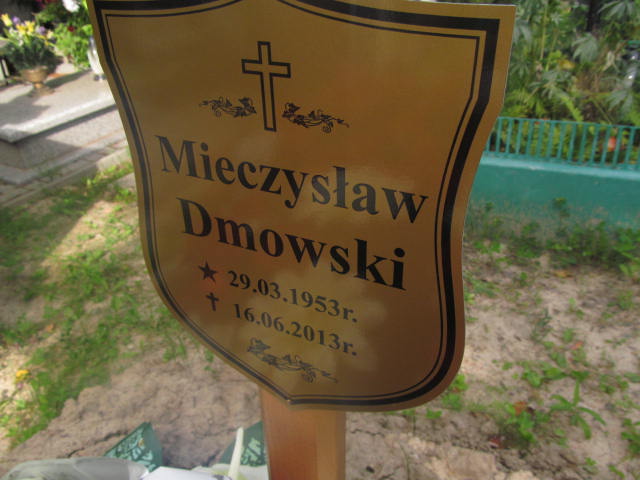 Mieczysław
Dmowski
★ 29.03.1953r.
✝ 16.06.2013r.